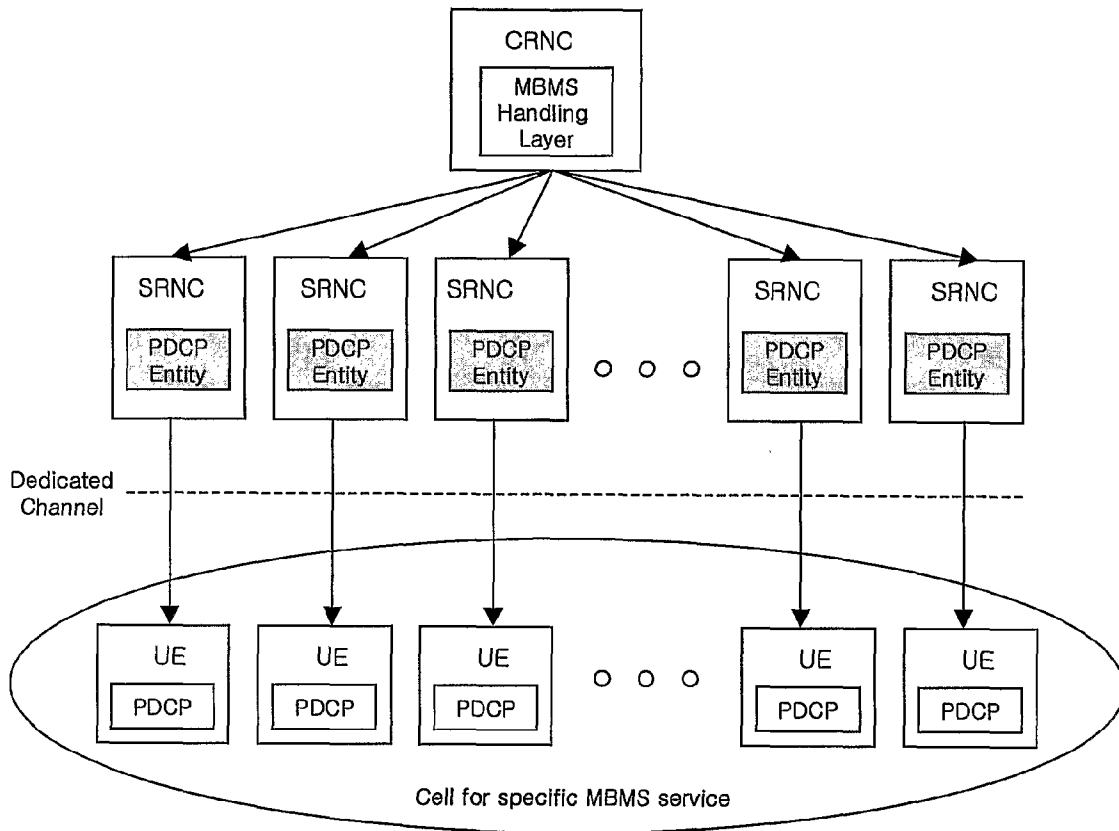 CRNC
MBMS
Handling
Layer
SRNC
SRNC
SRNC
SRNC
SRNC
PDCP
Entity
PDCP
Entity
PDCP
Entity
PDCP
Entity
PDCP
Entity
Dedicated
Channel
UE
UE
UE
UE
UE
PDCP
PDCP
PDCP
PDCP
PDCP
Cell for specific MBMS service